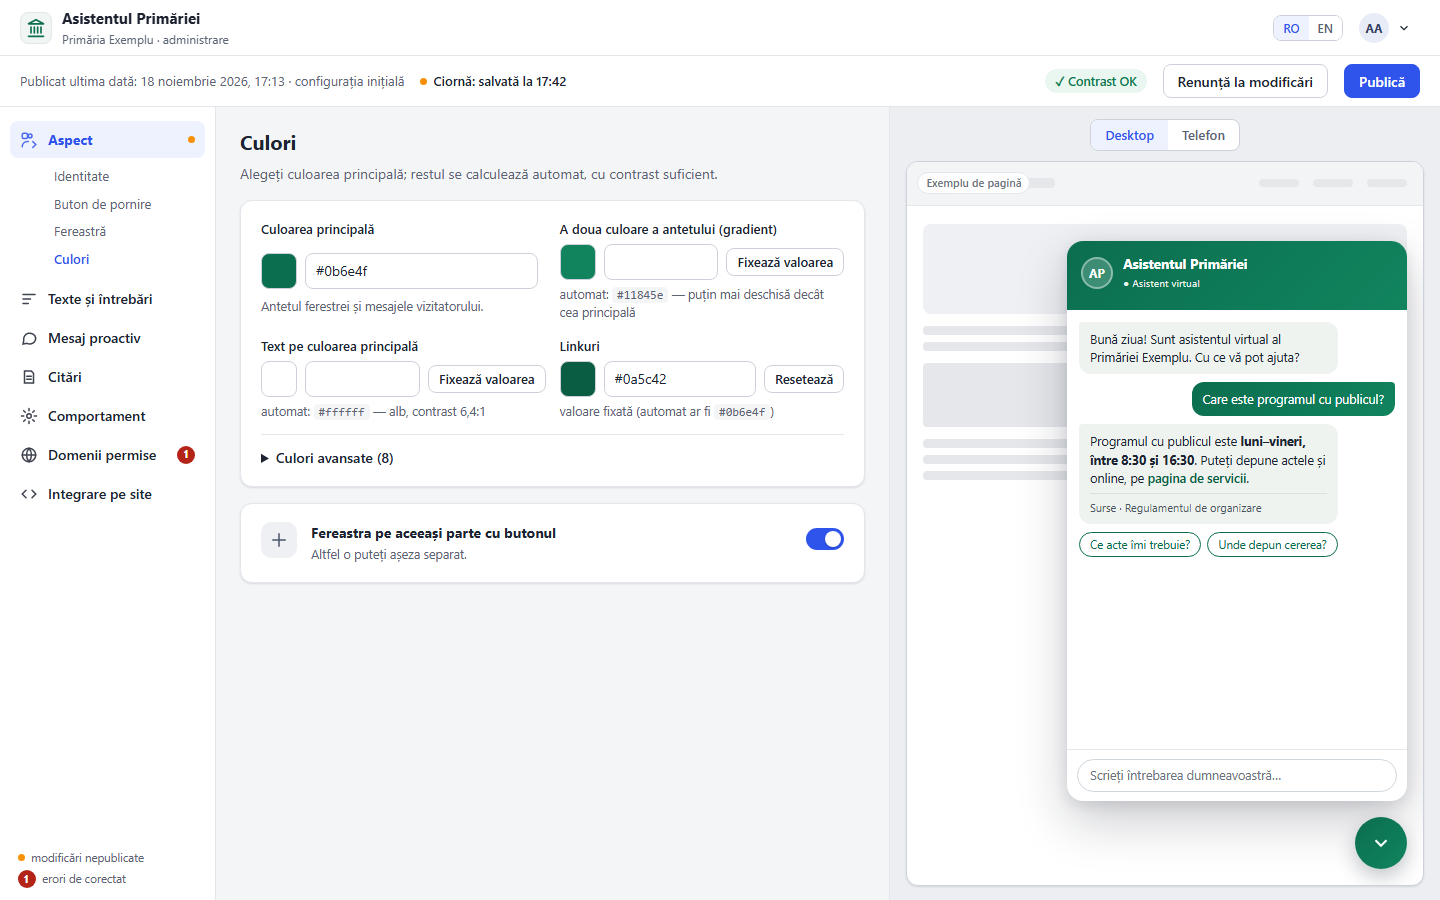 Asistentul Primăriei
Primăria Exemplu · administrare
RO EN
AA
Publicat ultima dată: 18 noiembrie 2026, 17:13 · configurația inițială
Ciornă: salvată la 17:42
✓ Contrast OK
Renunță la modificări
Publică
Aspect
Identitate
Buton de pornire
Fereastră
Culori
Texte și întrebări
Mesaj proactiv
Citări
Comportament
Domenii permise 1
Integrare pe site
modificări nepublicate
1 erori de corectat
Culori
Alegeți culoarea principală; restul se calculează automat, cu contrast suficient.
Culoarea principală
#0b6e4f
Antetul ferestrei și mesajele vizitatorului.
A doua culoare a antetului (gradient)
Fixează valoarea
automat: #11845e — puțin mai deschisă decât
cea principală
Text pe culoarea principală
Fixează valoarea
automat: #ffffff — alb, contrast 6,4:1
Linkuri
#0a5c42
Resetează
valoare fixată (automat ar fi #0b6e4f )
Culori avansate (8)
Fereastra pe aceeași parte cu butonul
Altfel o puteți așeza separat.
Desktop Telefon
Exemplu de pagină
AP
Asistentul Primăriei
Asistent virtual
Bună ziua! Sunt asistentul virtual al
Primăriei Exemplu. Cu ce vă pot ajuta?
Care este programul cu publicul?
Programul cu publicul este luni–vineri,
între 8:30 și 16:30. Puteți depune actele și
online, pe pagina de servicii.
Surse · Regulamentul de organizare
Ce acte îmi trebuie?
Unde depun cererea?
Scrieți întrebarea dumneavoastră…